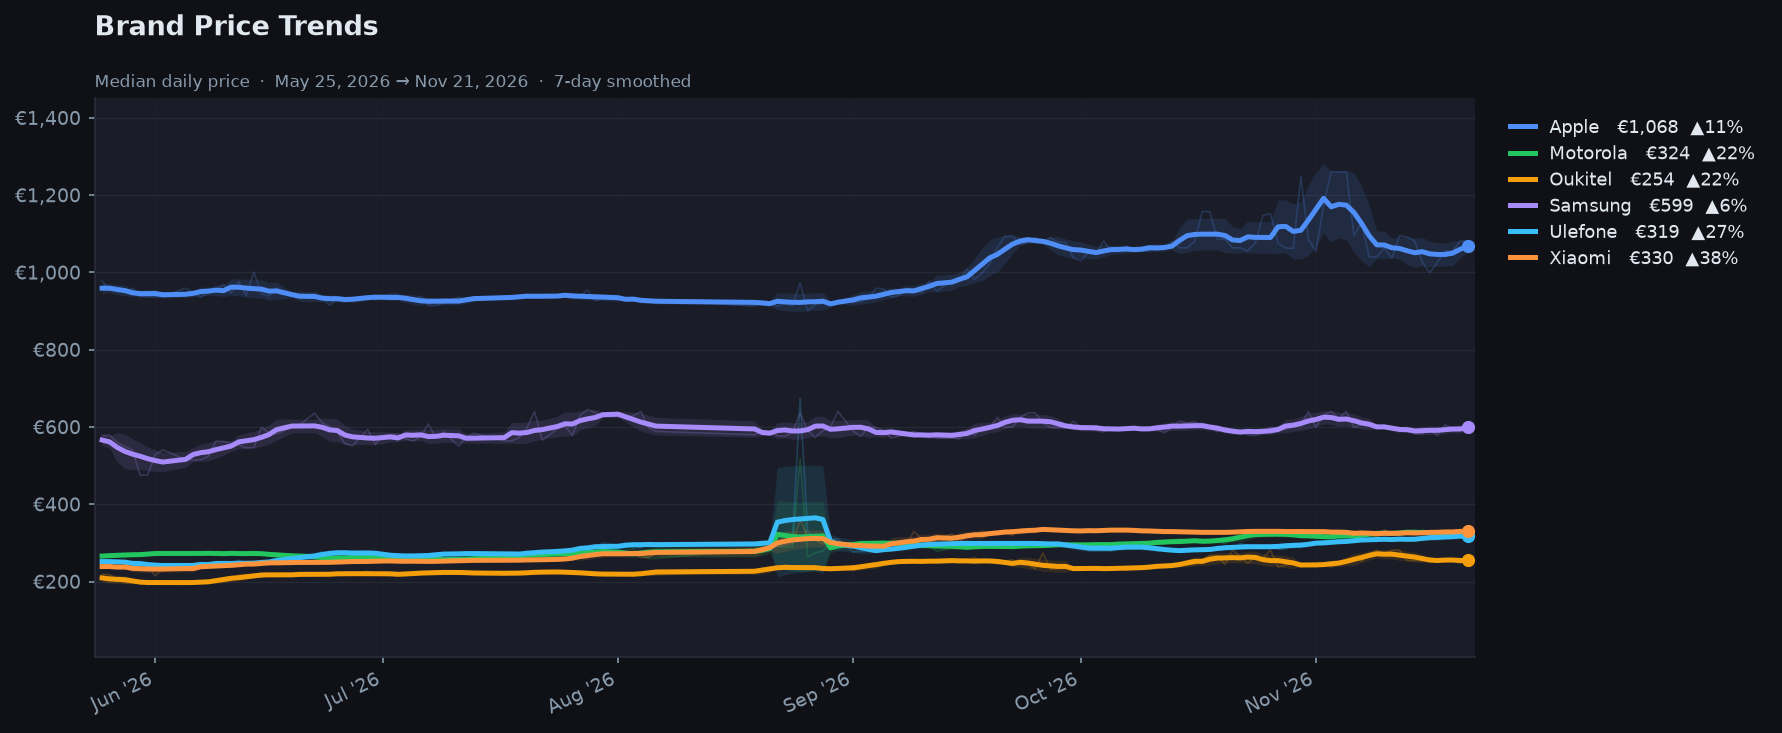 Brand Price Trends
Median daily price · May 25, 2026 → Nov 21, 2026 · 7-day smoothed
€1,400
€1,200
€1,000
€800
€600
€400
€200
Jun '26
Jul '26
Aug '26
Sep '26
Oct '26
Nov '26
Apple €1,068 ▲11%
Motorola €324 ▲22%
Oukitel €254 ▲22%
Samsung €599 ▲6%
Ulefone €319 ▲27%
Xiaomi €330 ▲38%